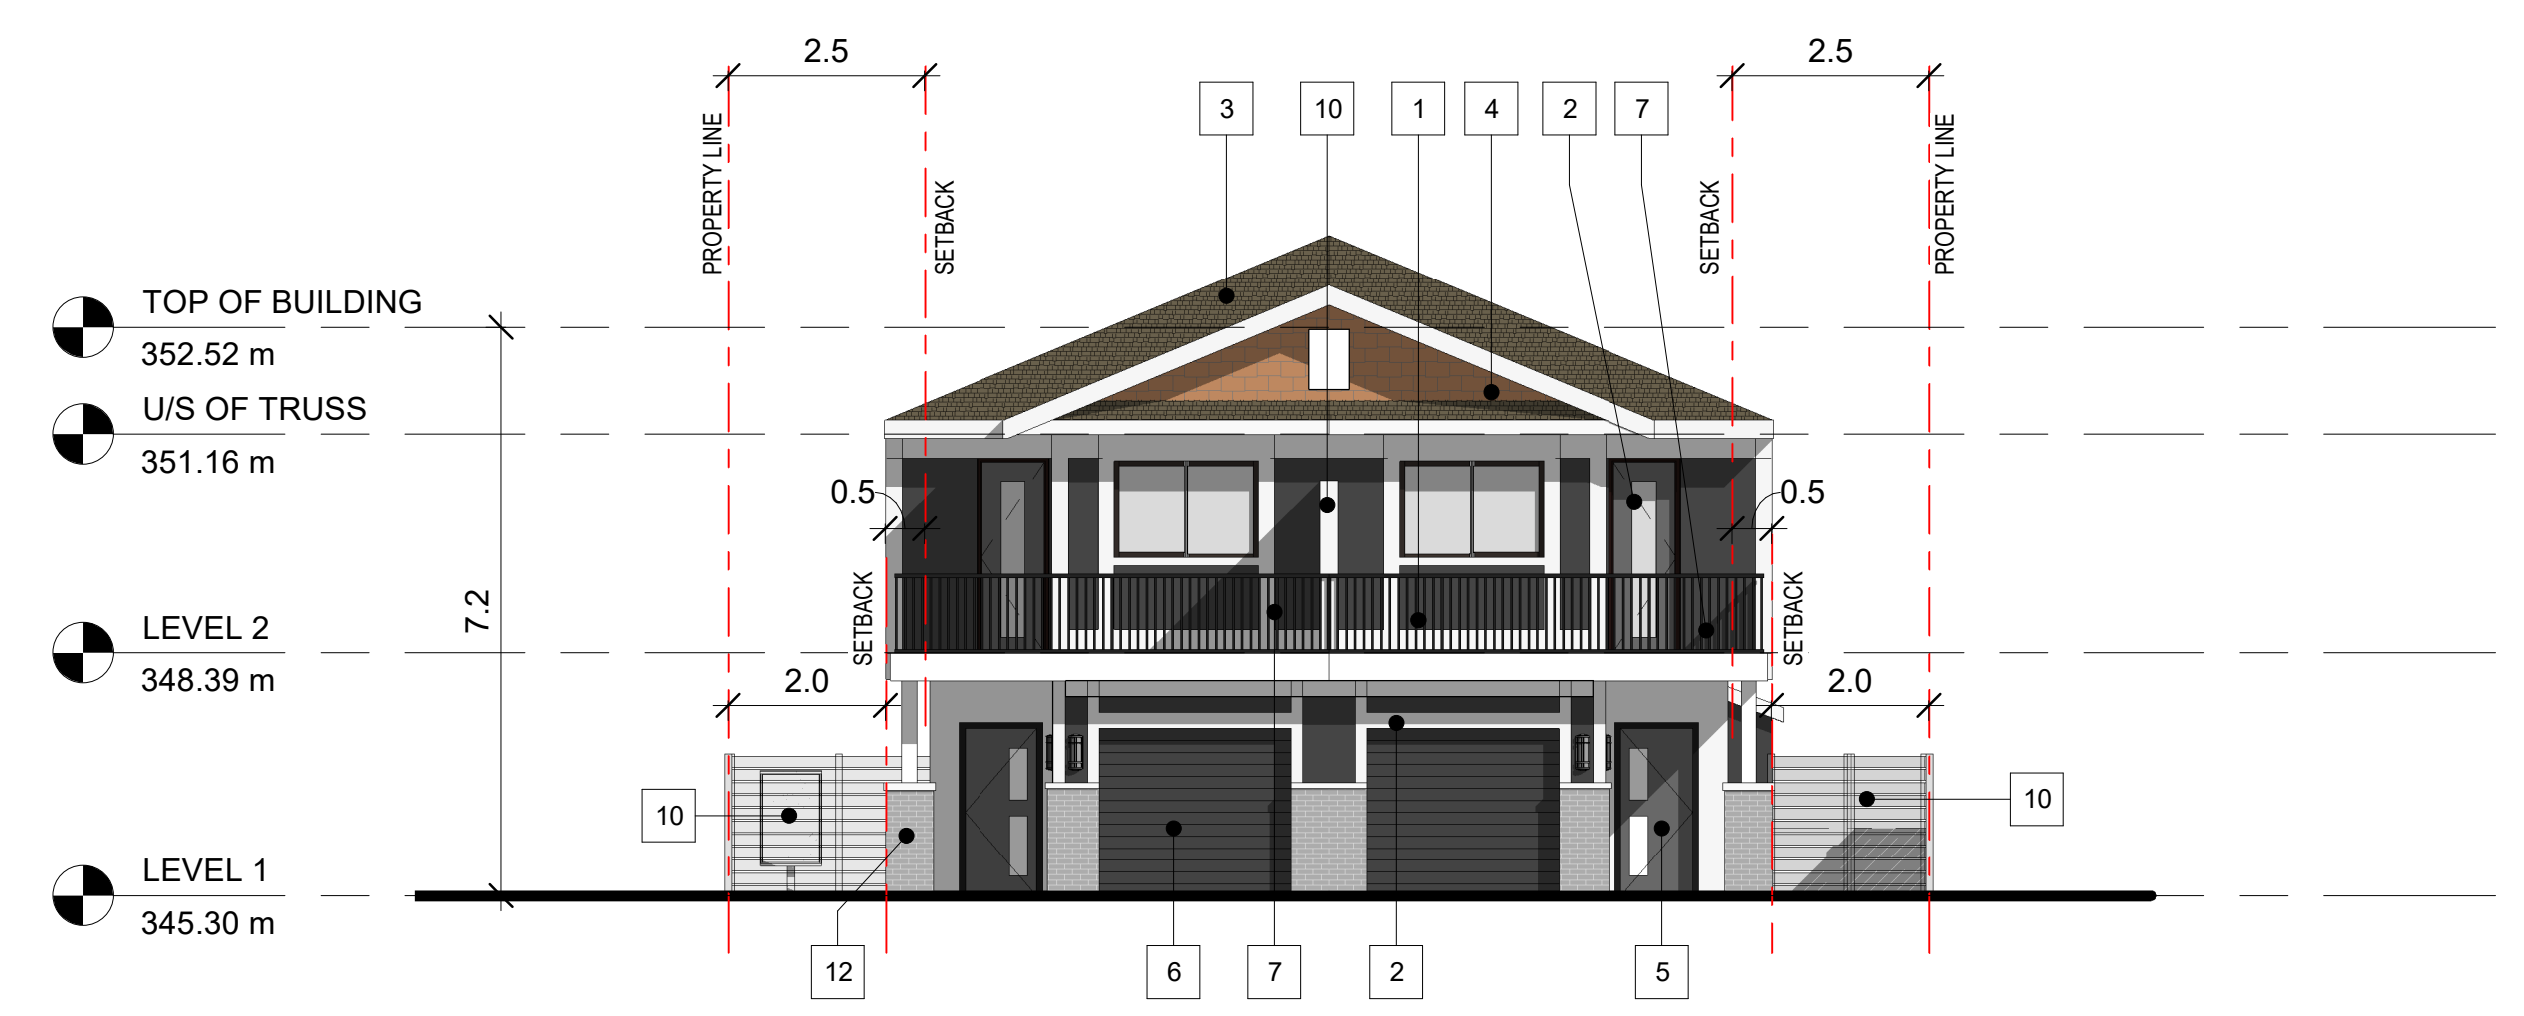 2.5
2.5
3
10
1
4
2
7
PROPERTY LINE
SETBACK
SETBACK
PROPERTY LINE
TOP OF BUILDING
352.52 m
U/S OF TRUSS
351.16 m
0.5
0.5
7.2
SETBACK
SETBACK
LEVEL 2
348.39 m
2.0
2.0
10
10
LEVEL 1
345.30 m
12
6
7
2
5